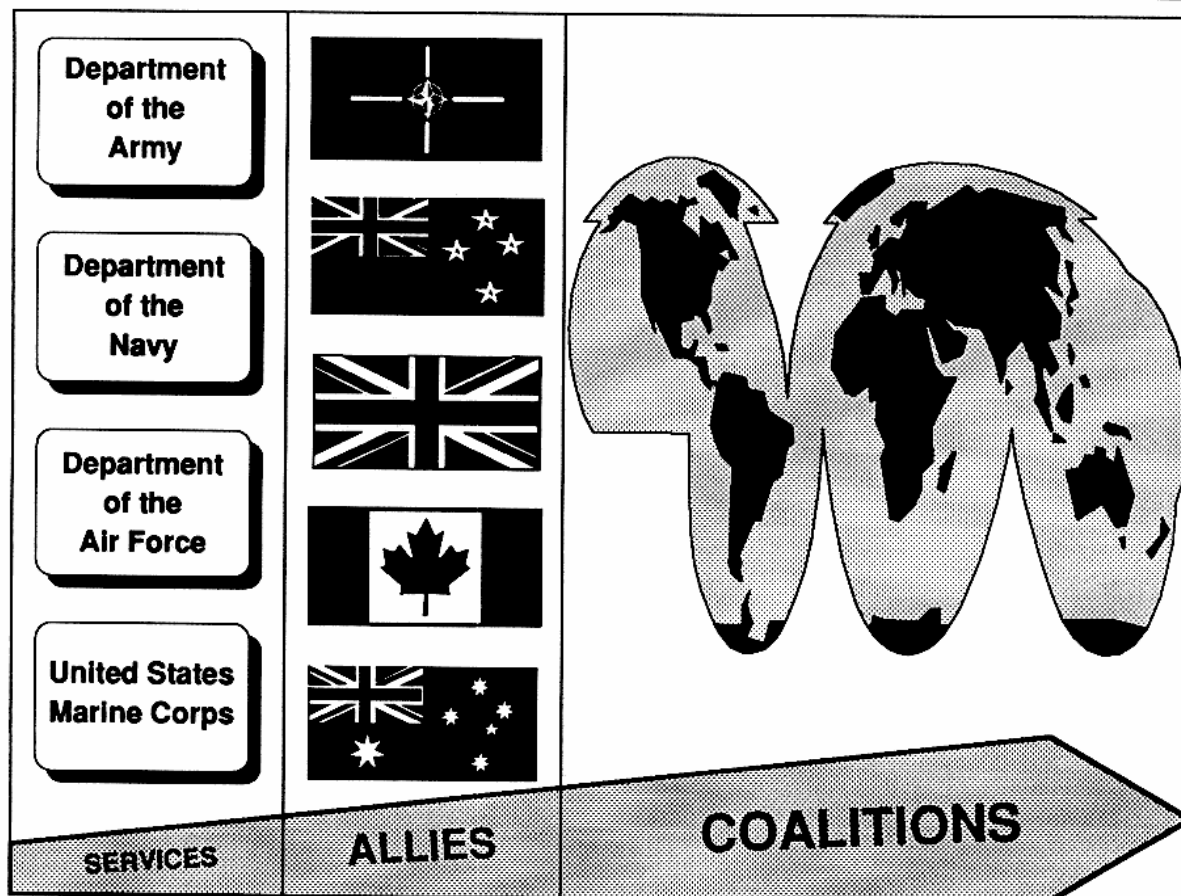 Department
of the
Army
Department
of the
Navy
Department
of the
Air Force
United States
Marine Corps
SERVICES
ALLIES
COALITIONS